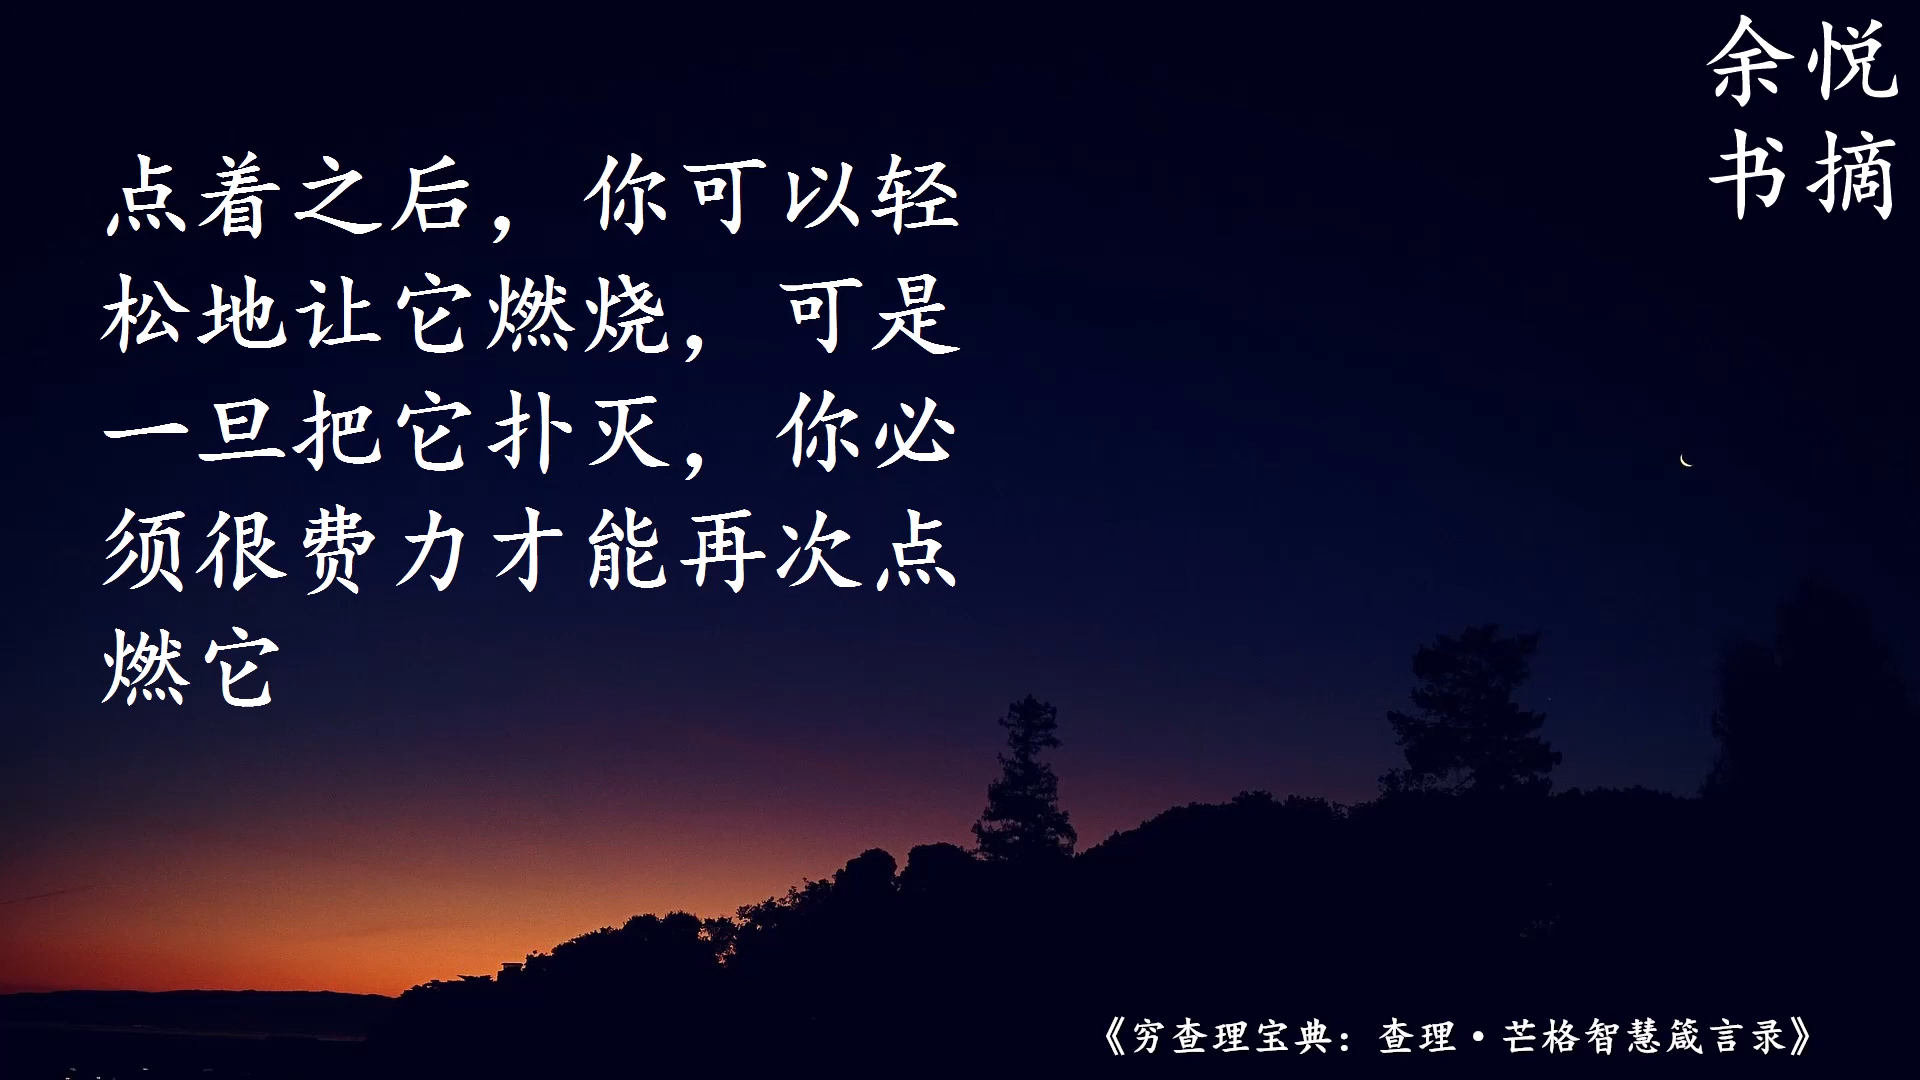 余悦
书摘
点着之后，你可以轻
松地让它燃烧，可是
一旦把它扑灭，你必
须很费力才能再次点
燃它
《穷查理宝典：查理·芒格智慧箴言录》